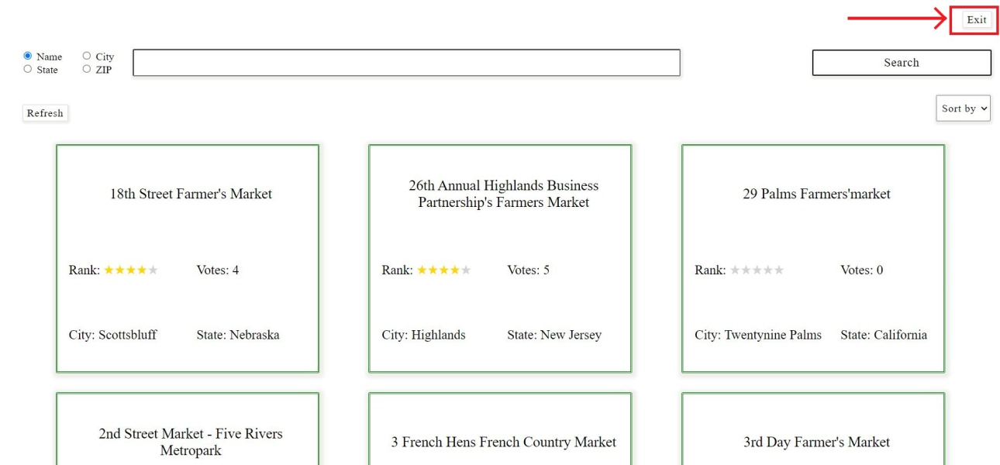 Exit
Name City
State ZIP
Search
Refresh
Sort by
18th Street Farmer's Market
Rank: Votes: 4
City: Scottsbluff State: Nebraska
26th Annual Highlands Business
Partnership's Farmers Market
Rank: Votes: 5
City: Highlands State: New Jersey
29 Palms Farmers'market
Rank: Votes: 0
City: Twentynine Palms State: California
2nd Street Market - Five Rivers
Metropark
3 French Hens French Country Market
3rd Day Farmer's Market